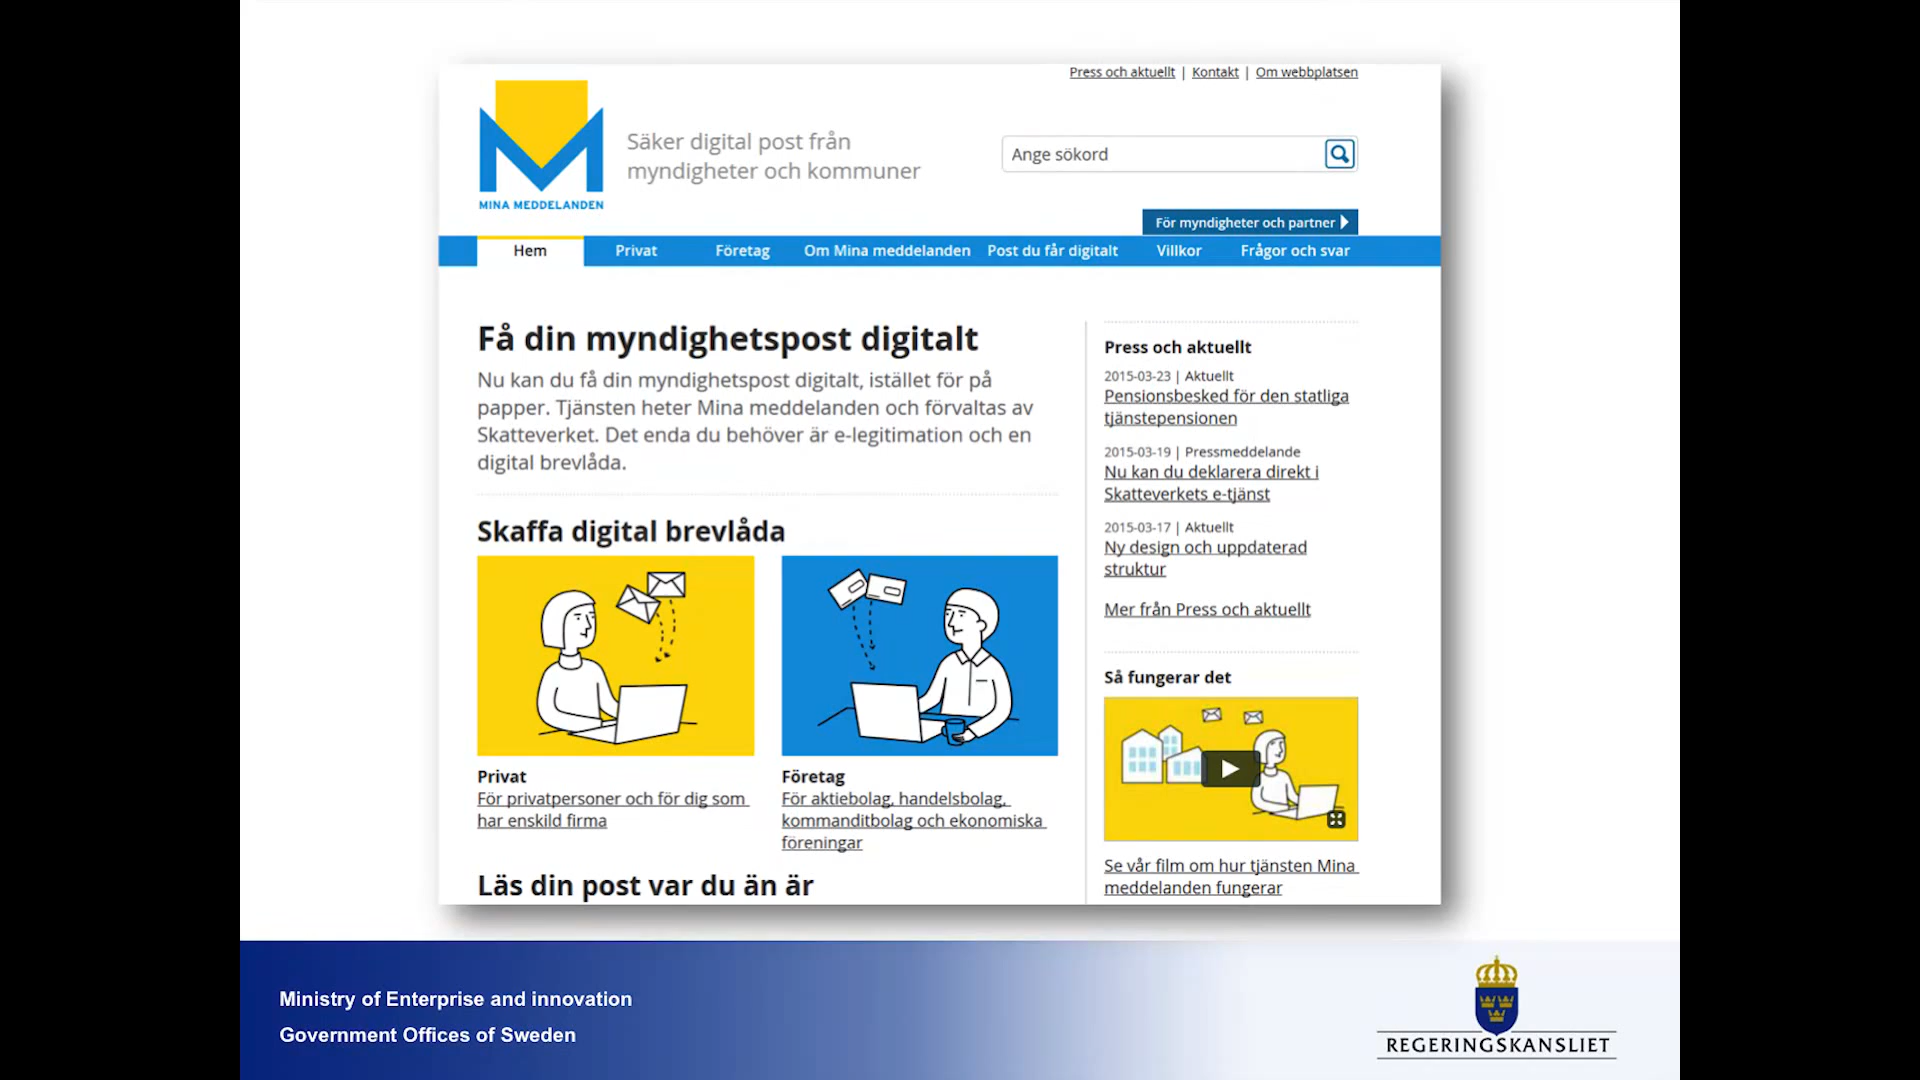 Press och aktuellt | Kontakt | Om webbplatsen
MINA MEDDELANDEN
Säker digital post från
myndigheter och kommuner
Ange sökord
För myndigheter och partner
Hem Privat Företag Om Mina meddelanden Post du får digitalt Villkor Frågor och svar
Få din myndighetspost digitalt
Nu kan du få din myndighetspost digitalt, istället för på
papper. Tjänsten heter Mina meddelanden och förvaltas av
Skatteverket. Det enda du behöver är e-legitimation och en
digital brevlåda.
Skaffa digital brevlåda
Privat
För privatpersoner och för dig som
har enskild firma
Företag
För aktiebolag, handelsbolag,
kommanditbolag och ekonomiska
föreningar
Läs din post var du än är
Press och aktuellt
2015-03-23 | Aktuellt
Pensionsbesked för den statliga
tjänstepensionen
2015-03-19 | Pressmeddelande
Nu kan du deklarera direkt i
Skatteverkets e-tjänst
2015-03-17 | Aktuellt
Ny design och uppdaterad
struktur
Mer från Press och aktuellt
Så fungerar det
Se vår film om hur tjänsten Mina
meddelanden fungerar
Ministry of Enterprise and innovation
Government Offices of Sweden
REGERINGSKANSLIET